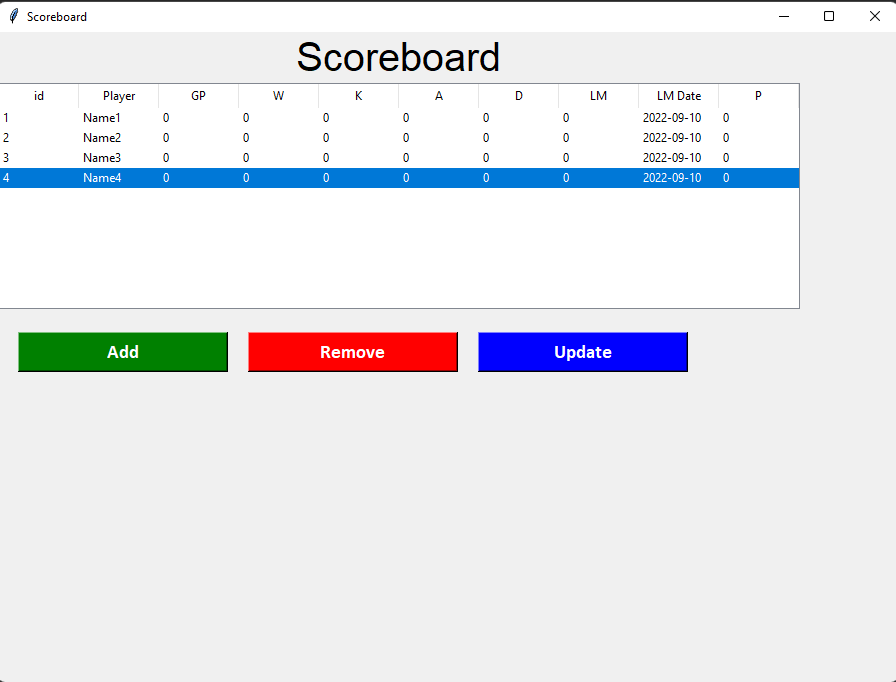 Scoreboard
Scoreboard
id Player GP W K A D LM LM Date P
1 Name1 0 0 0 0 0 0 2022-09-10 0
2 Name2 0 0 0 0 0 0 2022-09-10 0
3 Name3 0 0 0 0 0 0 2022-09-10 0
4 Name4 0 0 0 0 0 0 2022-09-10 0
Add Remove Update